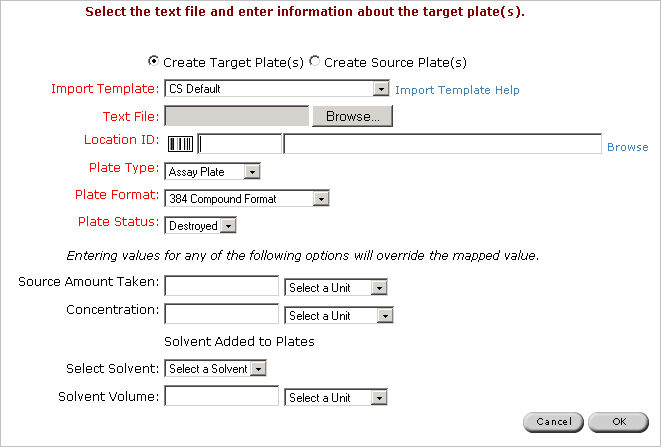 Select the text file and enter information about the target plate(s).
Create Target Plate(s) Create Source Plate(s)
Import Template: CS Default Import Template Help
Text File: Browse...
Location ID: Browse
Plate Type: Assay Plate
Plate Format: 384 Compound Format
Plate Status: Destroyed
Entering values for any of the following options will override the mapped value.
Source Amount Taken: Select a Unit
Concentration: Select a Unit
Solvent Added to Plates
Select Solvent: Select a Solvent
Solvent Volume: Select a Unit
Cancel OK